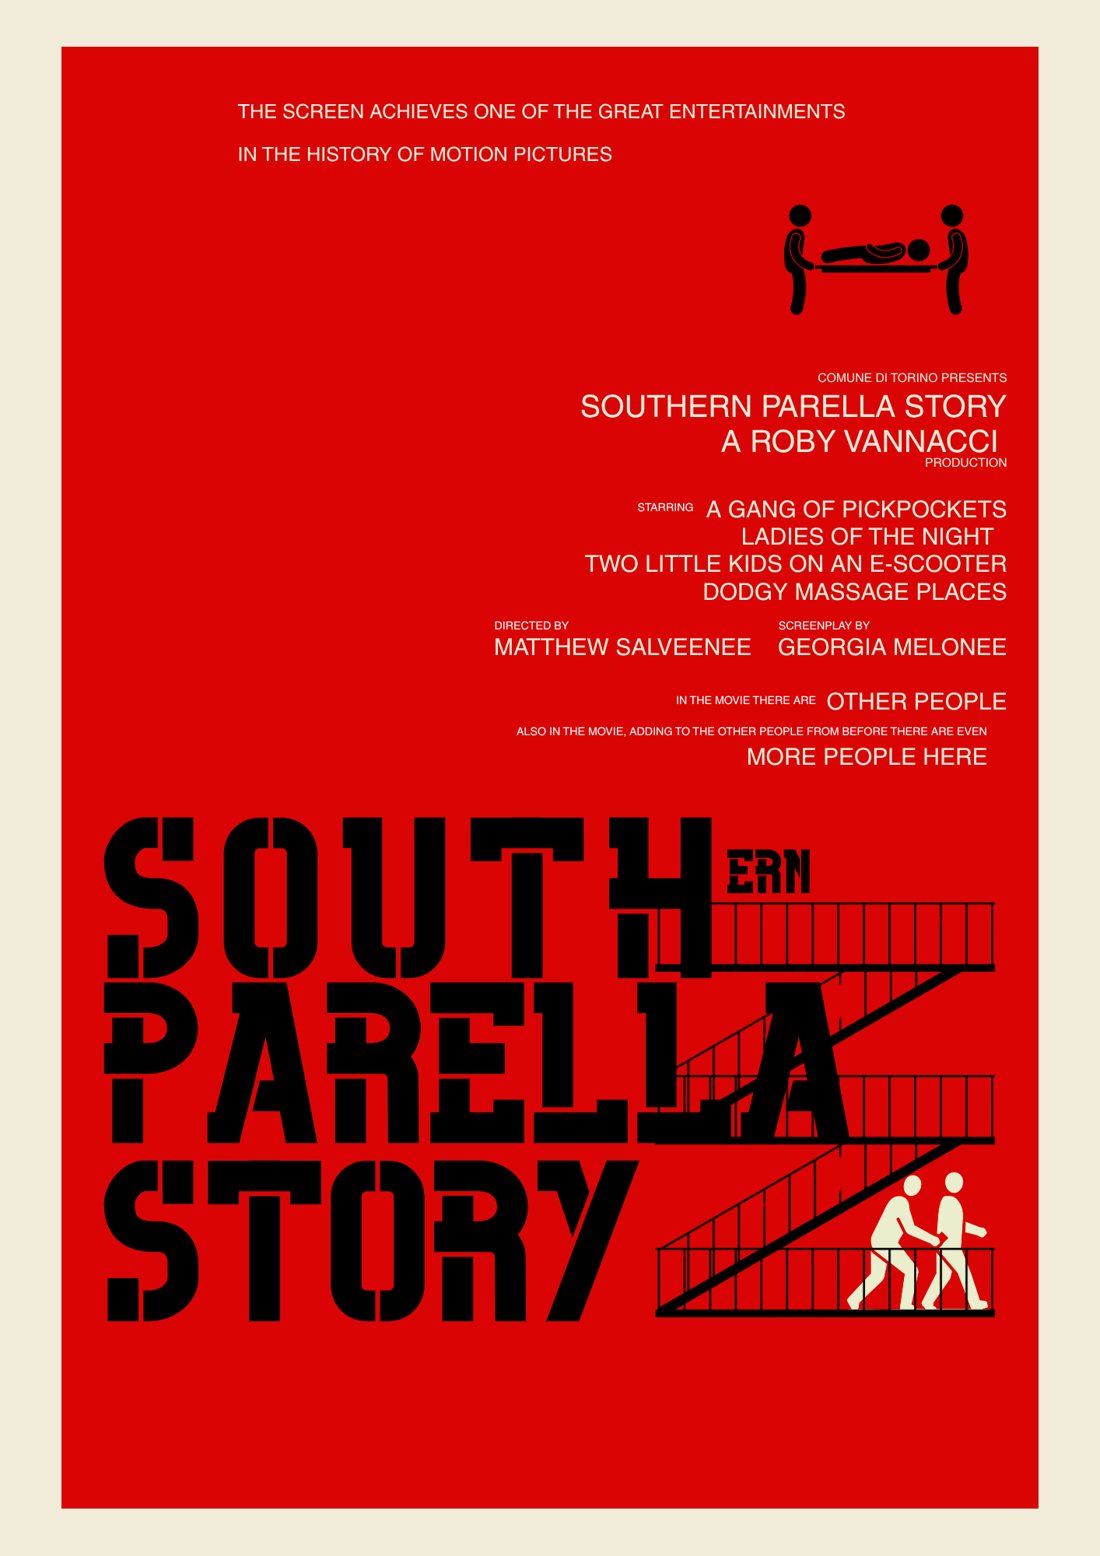 THE SCREEN ACHIEVES ONE OF THE GREAT ENTERTAINMENTS
IN THE HISTORY OF MOTION PICTURES
COMUNE DI TORINO PRESENTS
SOUTHERN PARELLA STORY
A ROBY VANNACCI
PRODUCTION
STARRING A GANG OF PICKPOCKETS
LADIES OF THE NIGHT
TWO LITTLE KIDS ON AN E-SCOOTER
DODGY MASSAGE PLACES
DIRECTED BY SCREENPLAY BY
MATTHEW SALVEENEE GEORGIA MELONEE
IN THE MOVIE THERE ARE OTHER PEOPLE
ALSO IN THE MOVIE, ADDING TO THE OTHER PEOPLE FROM BEFORE THERE ARE EVEN
MORE PEOPLE HERE
SOUTHERN
PARELLA
STORY